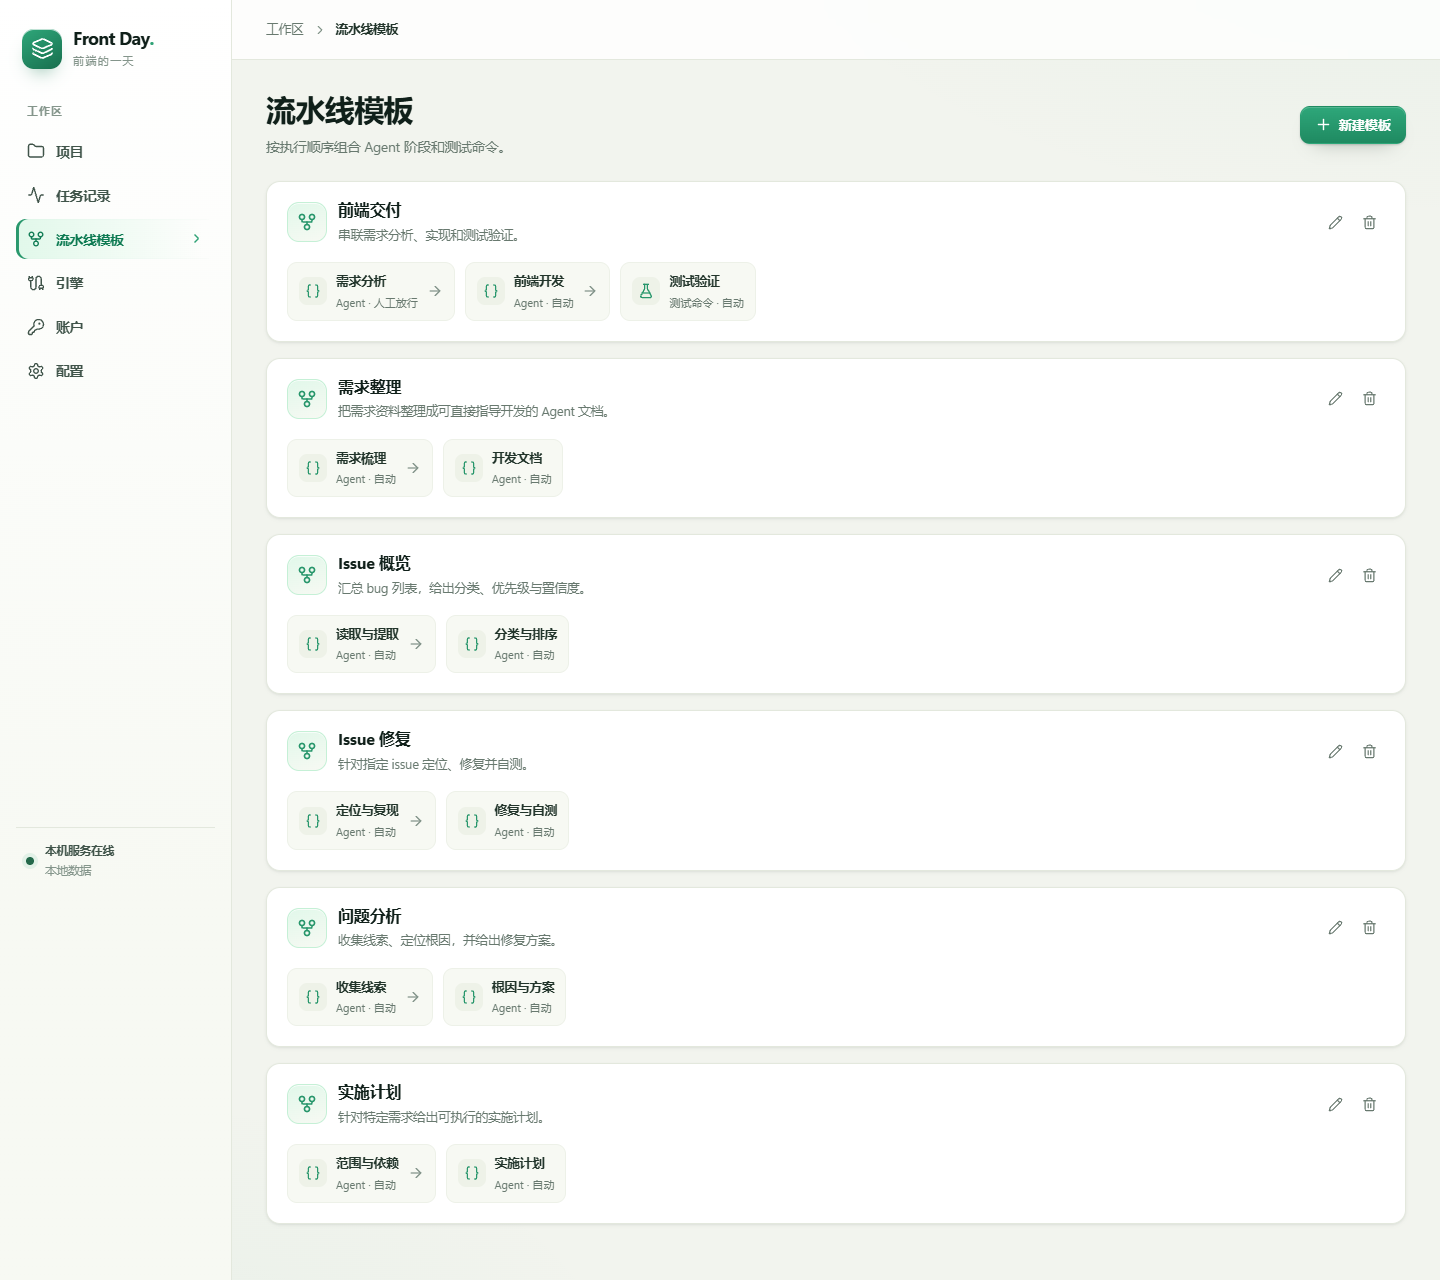 Front Day.
前端的一天
工作区
项目
任务记录
流水线模板
引擎
账户
配置
本机服务在线
本地数据
工作区
流水线模板
流水线模板
按执行顺序组合 Agent 阶段和测试命令。
新建模板
前端交付
串联需求分析、实现和测试验证。
需求分析
Agent · 人工放行
前端开发
Agent · 自动
测试验证
测试命令 · 自动
需求整理
把需求资料整理成可直接指导开发的 Agent 文档。
需求梳理
Agent · 自动
开发文档
Agent · 自动
Issue 概览
汇总 bug 列表，给出分类、优先级与置信度。
读取与提取
Agent · 自动
分类与排序
Agent · 自动
Issue 修复
针对指定 issue 定位、修复并自测。
定位与复现
Agent · 自动
修复与自测
Agent · 自动
问题分析
收集线索、定位根因，并给出修复方案。
收集线索
Agent · 自动
根因与方案
Agent · 自动
实施计划
针对特定需求给出可执行的实施计划。
范围与依赖
Agent · 自动
实施计划
Agent · 自动